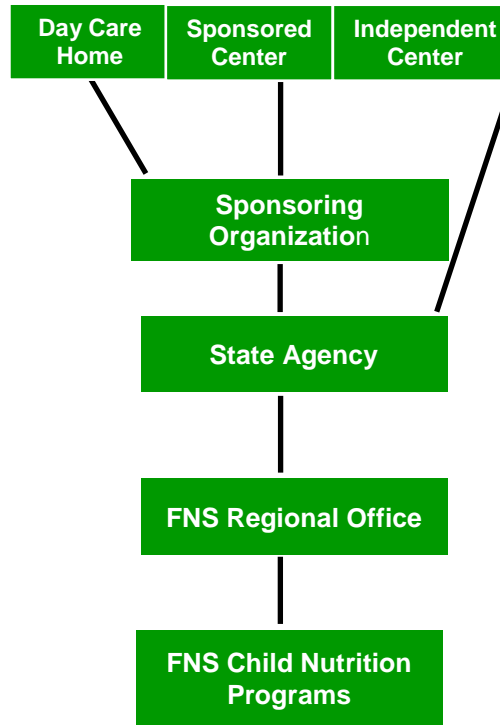 Day Care
Home
Sponsored
Center
Independent
Center
Sponsoring
Organization
State Agency
FNS Regional Office
FNS Child Nutrition
Programs